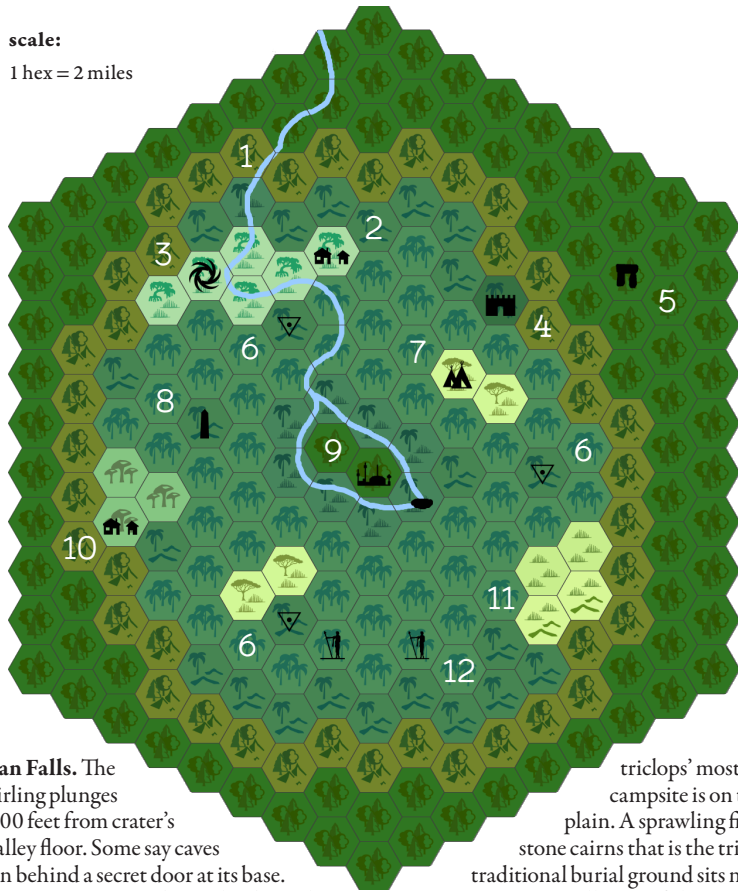 scale:
1 hex = 2 miles
1
2
3
5
4
6
7
8
9
6
10
11
6
12
an Falls. The
irling plunges
00 feet from crater's
alley floor. Some say caves
n behind a secret door at its base.
triclops' most
campsite is on t
plain. A sprawling fi
stone cairns that is the tri
traditional burial ground sits n